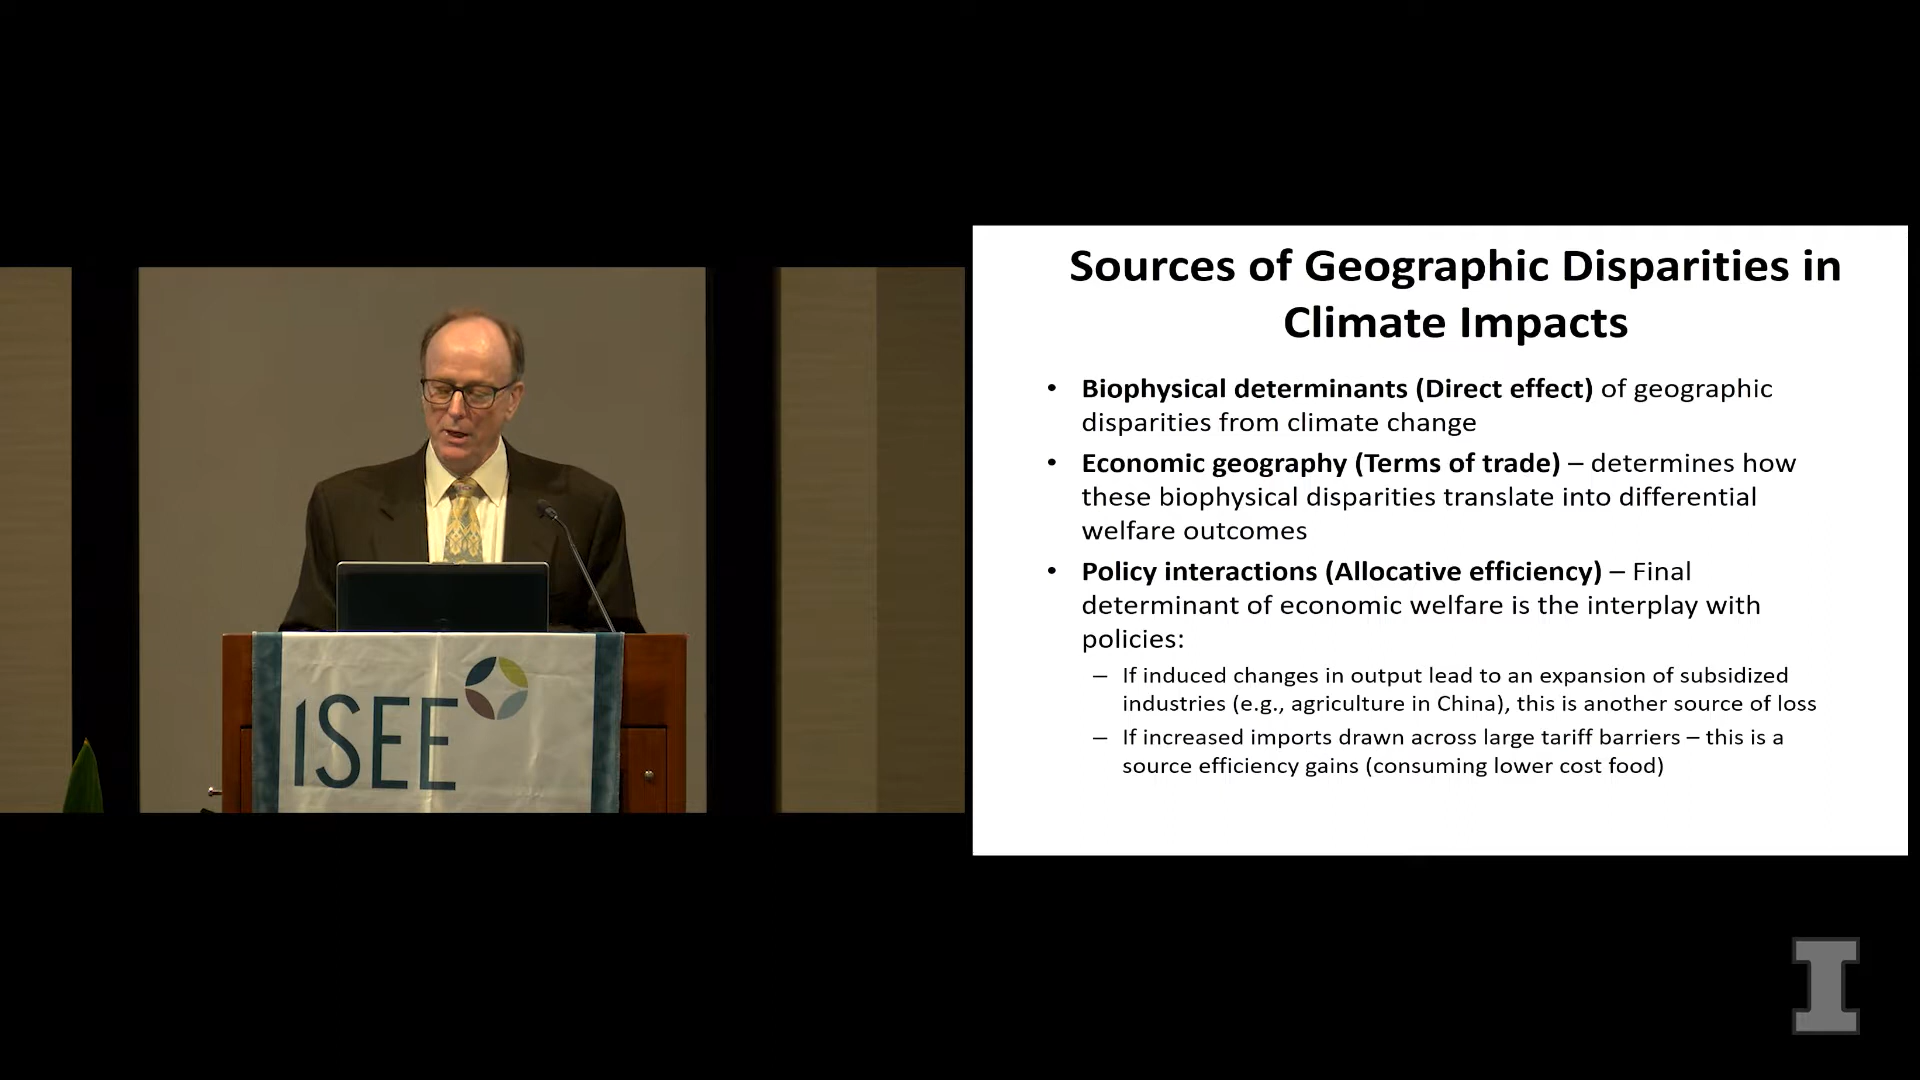 ISEE
Sources of Geographic Disparities in
Climate Impacts
• Biophysical determinants (Direct effect) of geographic
disparities from climate change
• Economic geography (Terms of trade) – determines how
these biophysical disparities translate into differential
welfare outcomes
• Policy interactions (Allocative efficiency) – Final
determinant of economic welfare is the interplay with
policies:
– If induced changes in output lead to an expansion of subsidized
industries (e.g., agriculture in China), this is another source of loss
– If increased imports drawn across large tariff barriers – this is a
source efficiency gains (consuming lower cost food)
I